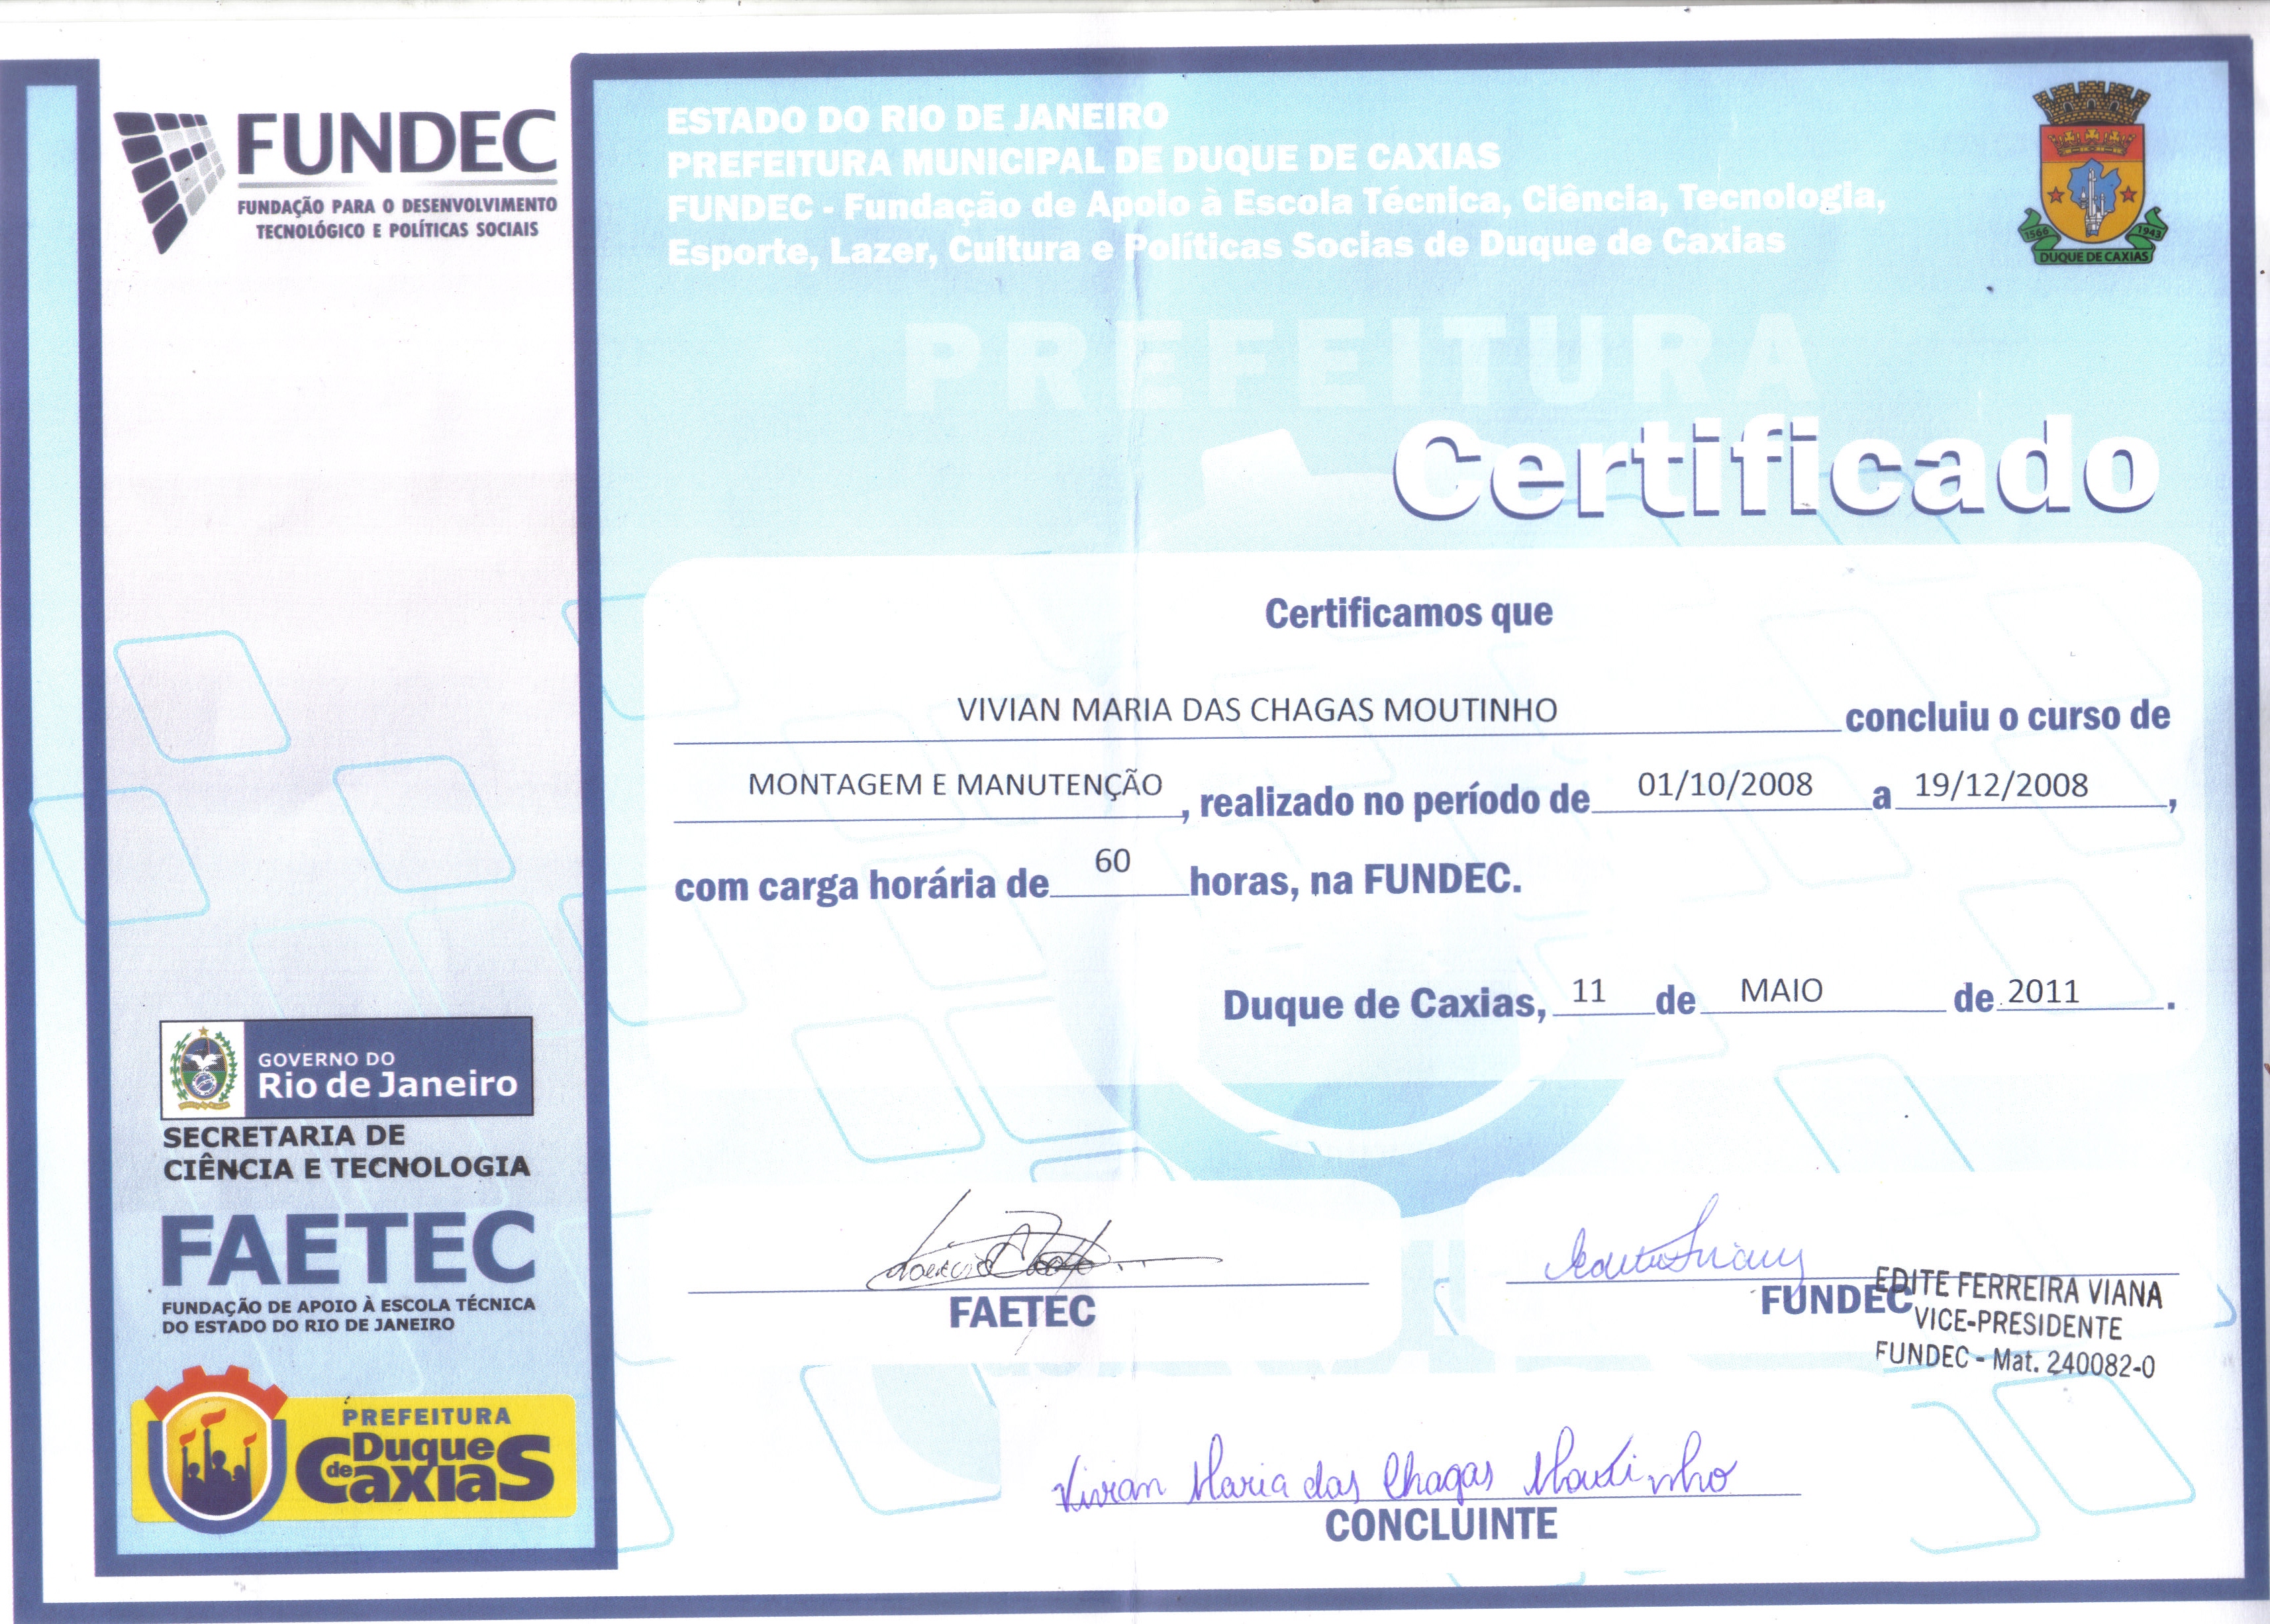 FUNDEC
FUNDAÇÃO PARA O DESENVOLVIMENTO
TECNOLÓGICO E POLÍTICAS SOCIAIS
ESTADO DO RIO DE JANEIRO
PREFEITURA MUNICIPAL DE DUQUE DE CAXIAS
FUNDEC - Fundação de Apoio à Escola Técnica, Ciência, Tecnologia,
Esporte, Lazer, Cultura e Políticas Socias de Duque de Caxias
1566 1943
DUQUE DE CAXIAS
PREFEITURA
Certificado
Certificamos que
VIVIAN MARIA DAS CHAGAS MOUTINHO concluiu o curso de
MONTAGEM E MANUTENÇÃO, realizado no período de 01/10/2008 a 19/12/2008,
com carga horária de 60 horas, na FUNDEC.
Duque de Caxias, 11 de MAIO de 2011.
GOVERNO DO
Rio de Janeiro
SECRETARIA DE
CIÊNCIA E TECNOLOGIA
FAETEC
FUNDAÇÃO DE APOIO À ESCOLA TÉCNICA
DO ESTADO DO RIO DE JANEIRO
PREFEITURA
Duque
de Caxias
FAETEC
FUNDEC
EDITE FERREIRA VIANA
VICE-PRESIDENTE
FUNDEC - Mat. 240082-0
Vivian Maria das Chagas Moutinho
CONCLUINTE